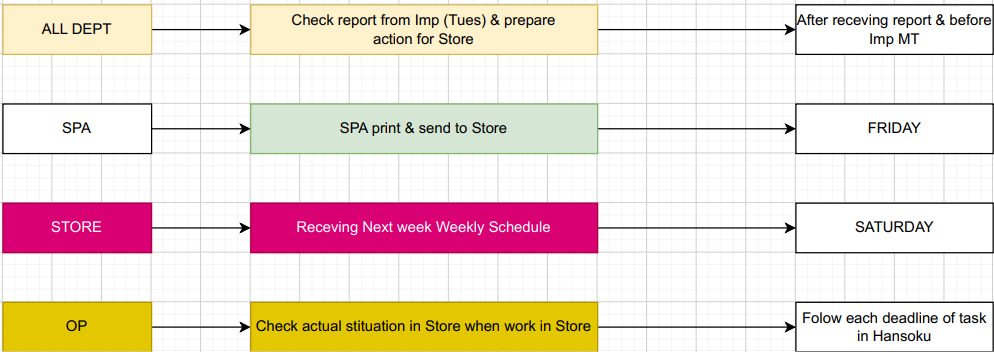 ALL DEPT
Check report from Imp (Tues) & prepare
action for Store
After receving report & before
Imp MT
SPA
SPA print & send to Store
FRIDAY
STORE
Receving Next week Weekly Schedule
SATURDAY
OP
Check actual stituation in Store when work in Store
Folow each deadline of task
in Hansoku